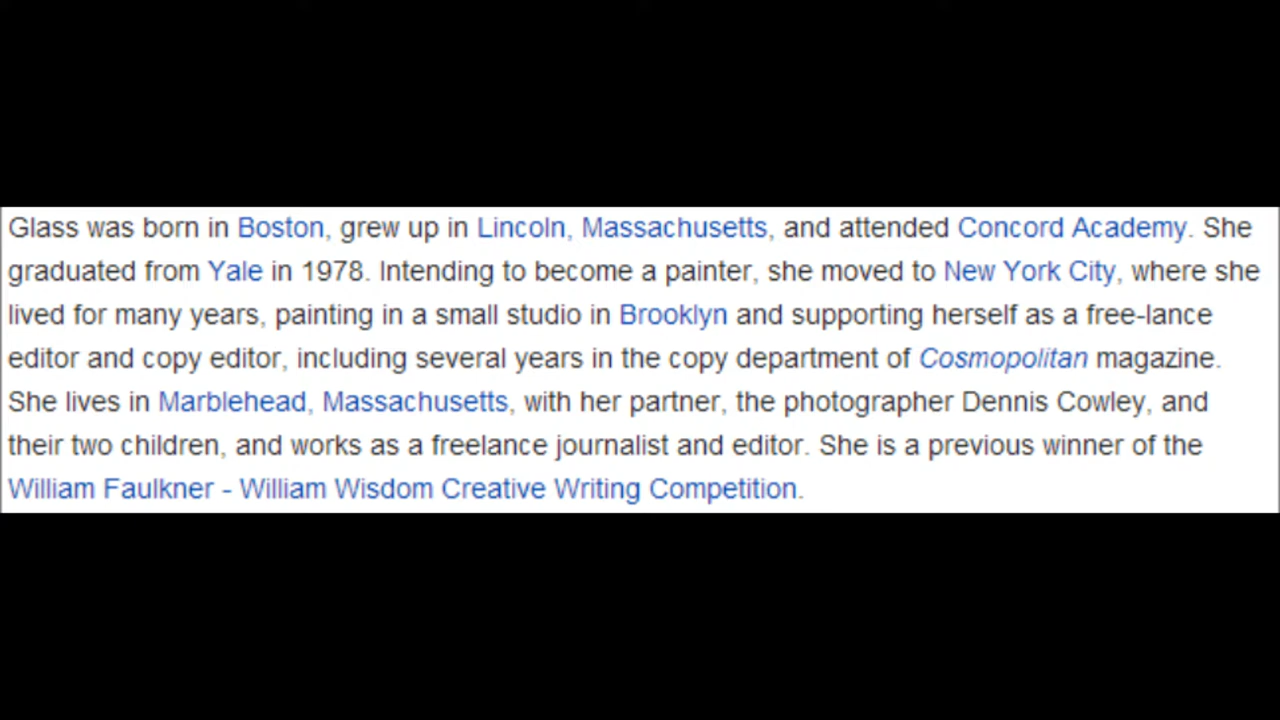 Glass was born in Boston, grew up in Lincoln, Massachusetts, and attended Concord Academy. She
graduated from Yale in 1978. Intending to become a painter, she moved to New York City, where she
lived for many years, painting in a small studio in Brooklyn and supporting herself as a free-lance
editor and copy editor, including several years in the copy department of Cosmopolitan magazine.
She lives in Marblehead, Massachusetts, with her partner, the photographer Dennis Cowley, and
their two children, and works as a freelance journalist and editor. She is a previous winner of the
William Faulkner - William Wisdom Creative Writing Competition.